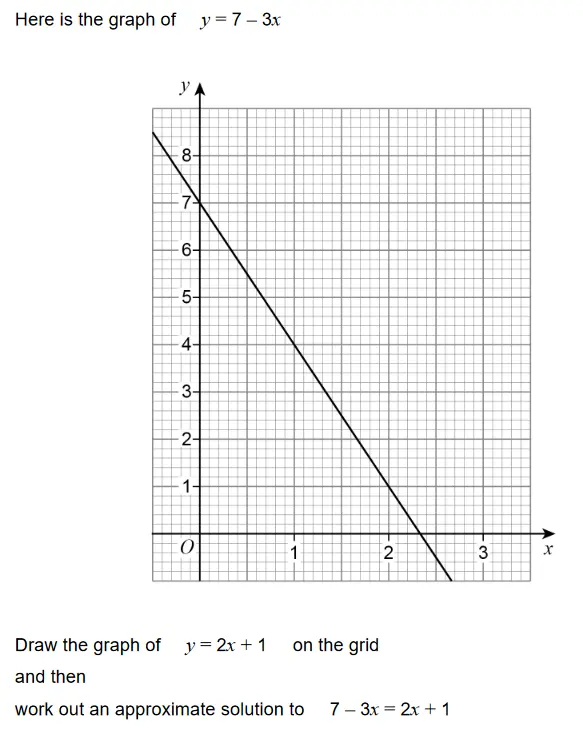 Here is the graph of y = 7 – 3x
y
8
7
6
5
4
3
2
1
O 1 2 3 x
Draw the graph of y = 2x + 1 on the grid
and then
work out an approximate solution to 7 – 3x = 2x + 1